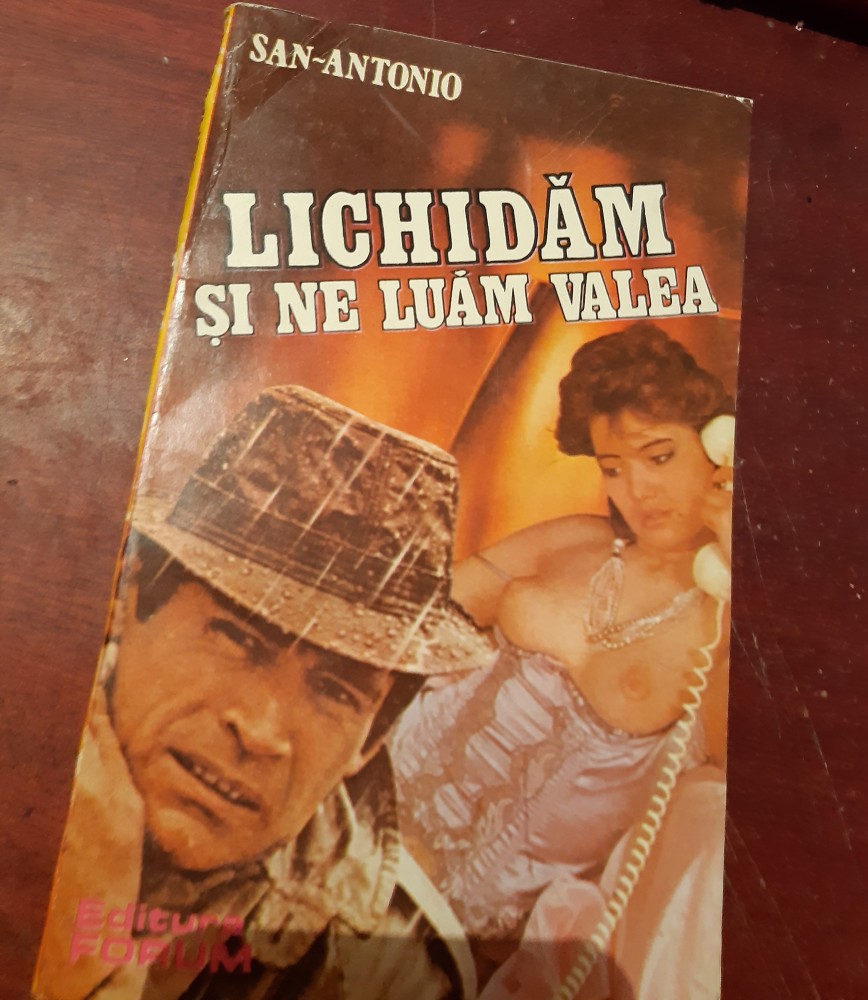 SAN-ANTONIO
LICHIDĂM
ȘI NE LUĂM VALEA
Editura
FORUM